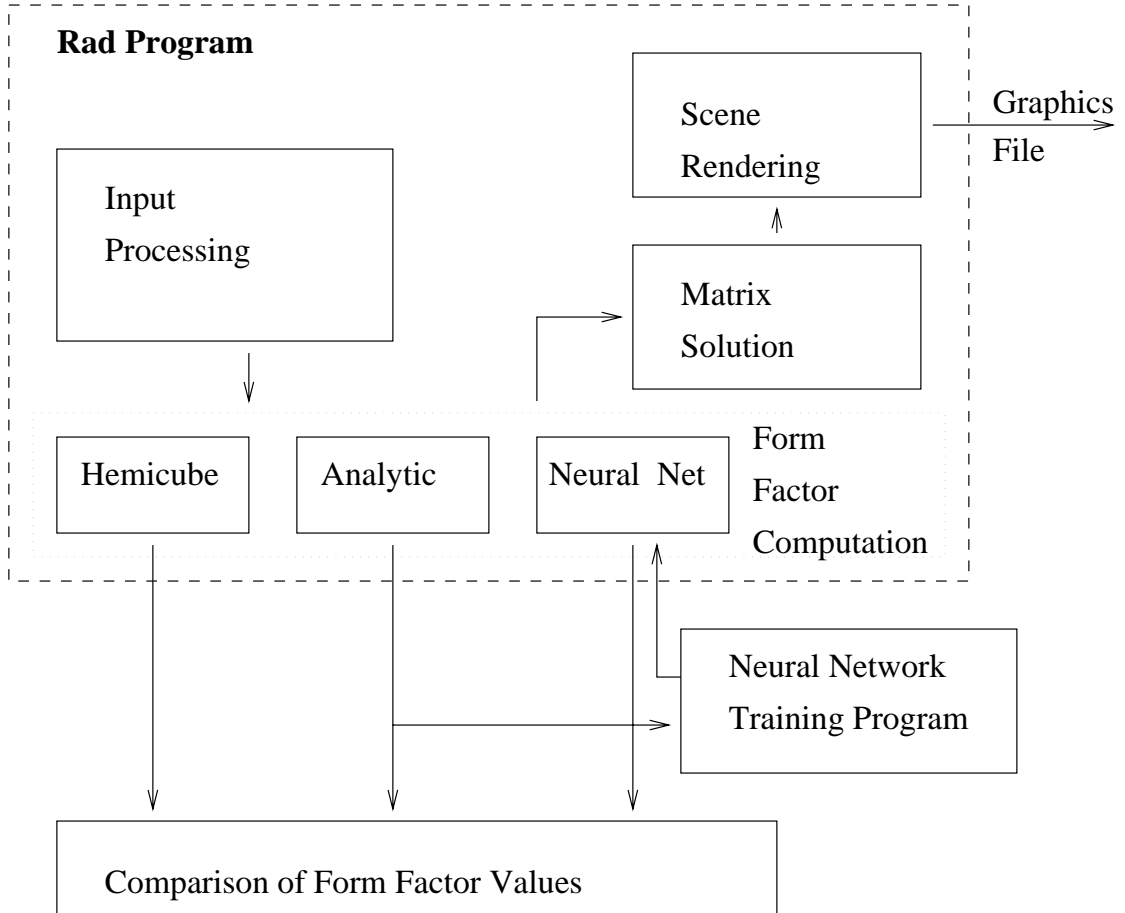 Rad Program
Scene
Rendering
Graphics
File
Input
Processing
Matrix
Solution
Hemicube
Analytic
Neural Net
Form
Factor
Computation
Neural Network
Training Program
Comparison of Form Factor Values